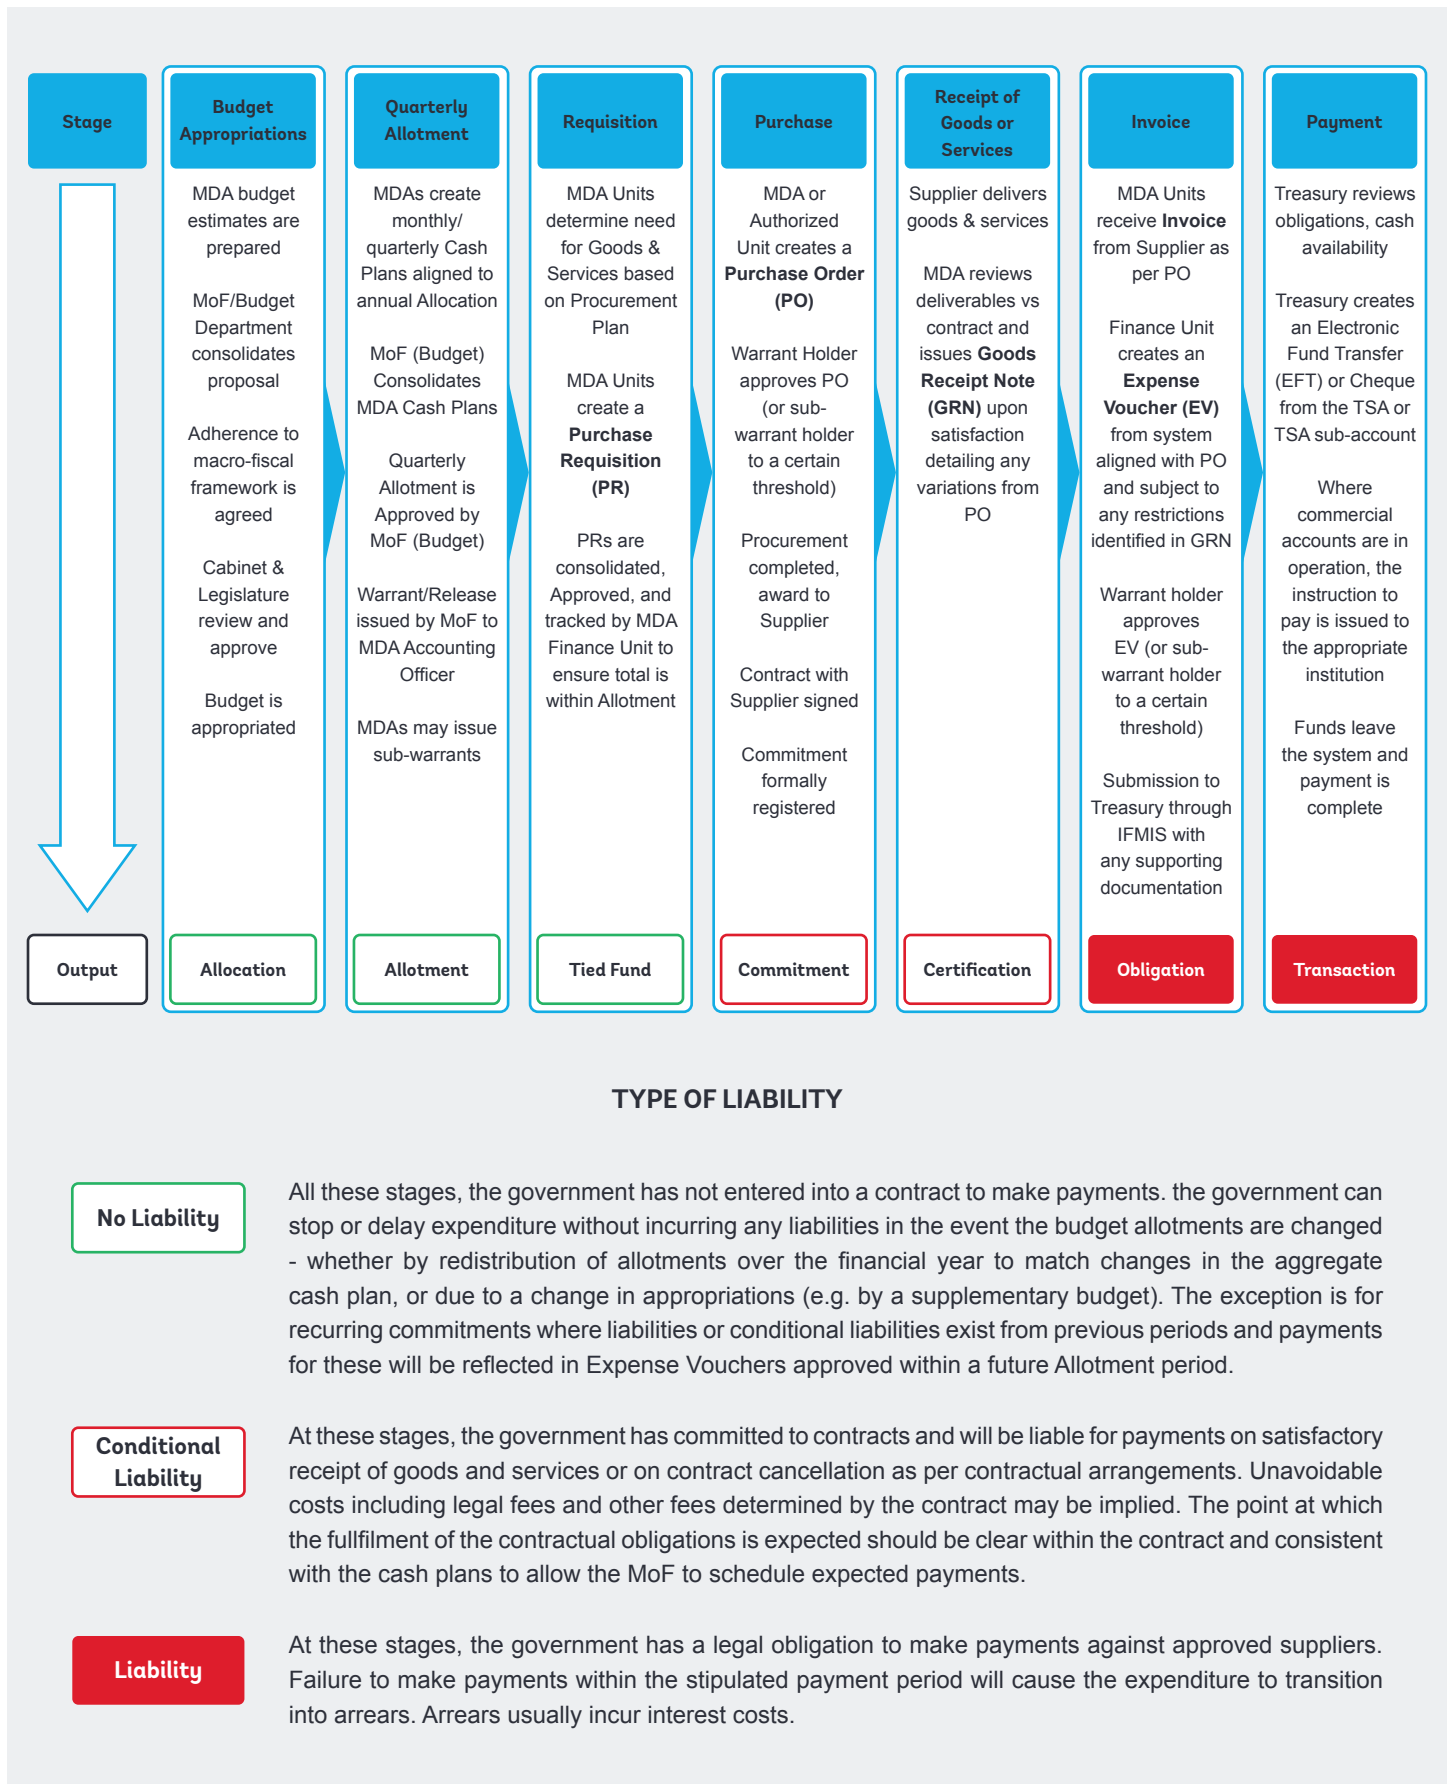 Stage
Budget
Appropriations
MDA budget
estimates are
prepared
MoF/Budget
Department
consolidates
proposal
Adherence to
macro-fiscal
framework is
agreed
Cabinet &
Legislature
review and
approve
Budget is
appropriated
Quarterly
Allotment
MDAs create
monthly/
quarterly Cash
Plans aligned to
annual Allocation
MoF (Budget)
Consolidates
MDA Cash Plans
Quarterly
Allotment is
Approved by
MoF (Budget)
Warrant/Release
issued by MoF to
MDA Accounting
Officer
MDAs may issue
sub-warrants
Requisition
MDA Units
determine need
for Goods &
Services based
on Procurement
Plan
MDA Units
create a
Purchase
Requisition
(PR)
PRs are
consolidated,
Approved, and
tracked by MDA
Finance Unit to
ensure total is
within Allotment
Purchase
MDA or
Authorized
Unit creates a
Purchase Order
(PO)
Warrant Holder
approves PO
(or sub-
warrant holder
to a certain
threshold)
Procurement
completed,
award to
Supplier
Contract with
Supplier signed
Commitment
formally
registered
Receipt of
Goods or
Services
Supplier delivers
goods & services
MDA reviews
deliverables vs
contract and
issues Goods
Receipt Note
(GRN) upon
satisfaction
detailing any
variations from
PO
Invoice
MDA Units
receive Invoice
from Supplier as
per PO
Finance Unit
creates an
Expense
Voucher (EV)
from system
aligned with PO
and subject to
any restrictions
identified in GRN
Warrant holder
approves
EV (or sub-
warrant holder
to a certain
threshold)
Submission to
Treasury through
IFMIS with
any supporting
documentation
Payment
Treasury reviews
obligations, cash
availability
Treasury creates
an Electronic
Fund Transfer
(EFT) or Cheque
from the TSA or
TSA sub-account
Where
commercial
accounts are in
operation, the
instruction to
pay is issued to
the appropriate
institution
Funds leave
the system and
payment is
complete
Output
Allocation
Allotment
Tied Fund
Commitment
Certification
Obligation
Transaction
TYPE OF LIABILITY
No Liability
All these stages, the government has not entered into a contract to make payments. the government can
stop or delay expenditure without incurring any liabilities in the event the budget allotments are changed
- whether by redistribution of allotments over the financial year to match changes in the aggregate
cash plan, or due to a change in appropriations (e.g. by a supplementary budget). The exception is for
recurring commitments where liabilities or conditional liabilities exist from previous periods and payments
for these will be reflected in Expense Vouchers approved within a future Allotment period.
Conditional
Liability
At these stages, the government has committed to contracts and will be liable for payments on satisfactory
receipt of goods and services or on contract cancellation as per contractual arrangements. Unavoidable
costs including legal fees and other fees determined by the contract may be implied. The point at which
the fullfilment of the contractual obligations is expected should be clear within the contract and consistent
with the cash plans to allow the MoF to schedule expected payments.
Liability
At these stages, the government has a legal obligation to make payments against approved suppliers.
Failure to make payments within the stipulated payment period will cause the expenditure to transition
into arrears. Arrears usually incur interest costs.